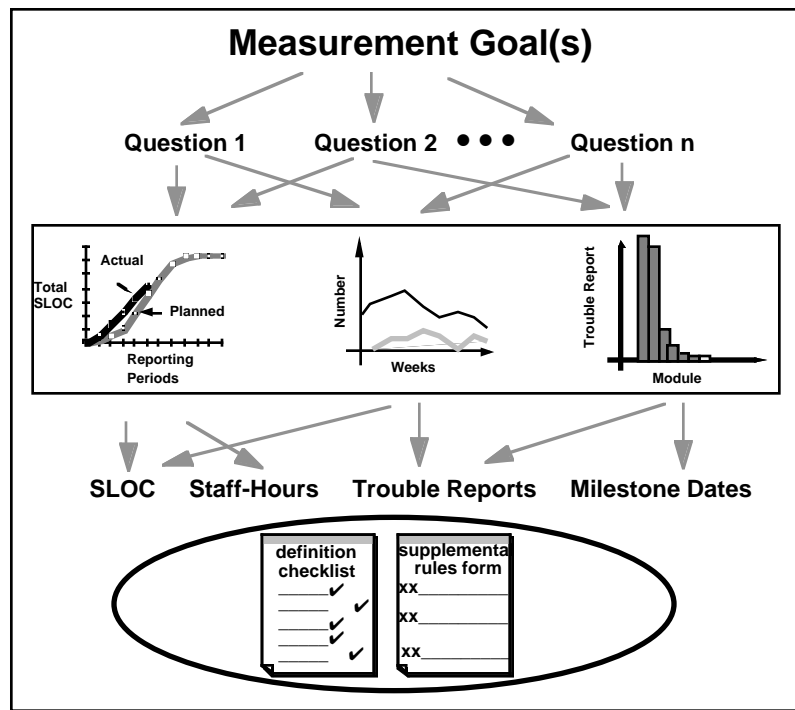 Measurement Goal(s)
Question 1
Question 2
Question n
Total
SLOC
Actual
Planned
Reporting
Periods
Number
Weeks
Trouble Report
Module
SLOC
Staff-Hours
Trouble Reports
Milestone Dates
definition
checklist
supplementa
rules form
xx
xx
xx